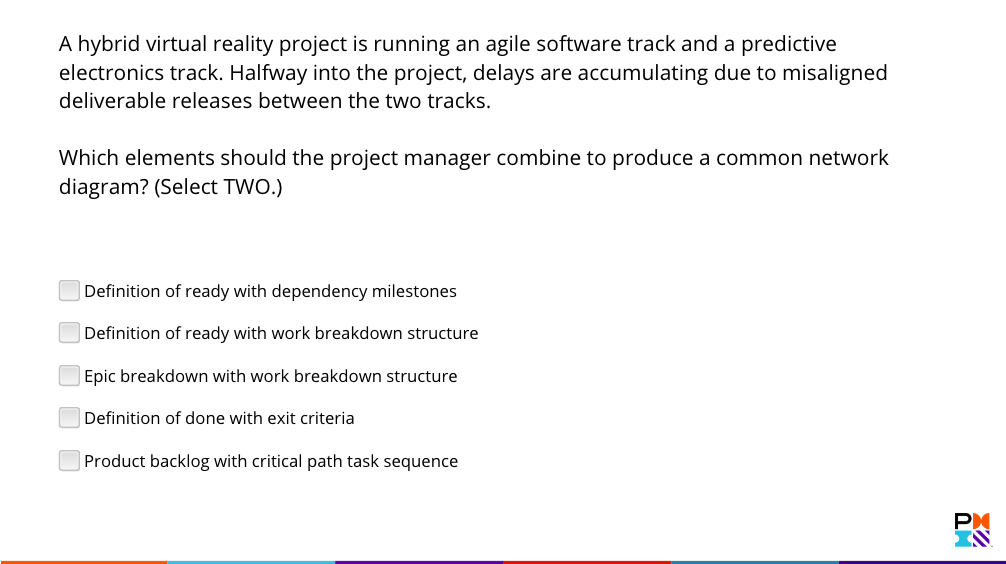 A hybrid virtual reality project is running an agile software track and a predictive
electronics track. Halfway into the project, delays are accumulating due to misaligned
deliverable releases between the two tracks.
Which elements should the project manager combine to produce a common network
diagram? (Select TWO.)
Definition of ready with dependency milestones
Definition of ready with work breakdown structure
Epic breakdown with work breakdown structure
Definition of done with exit criteria
Product backlog with critical path task sequence